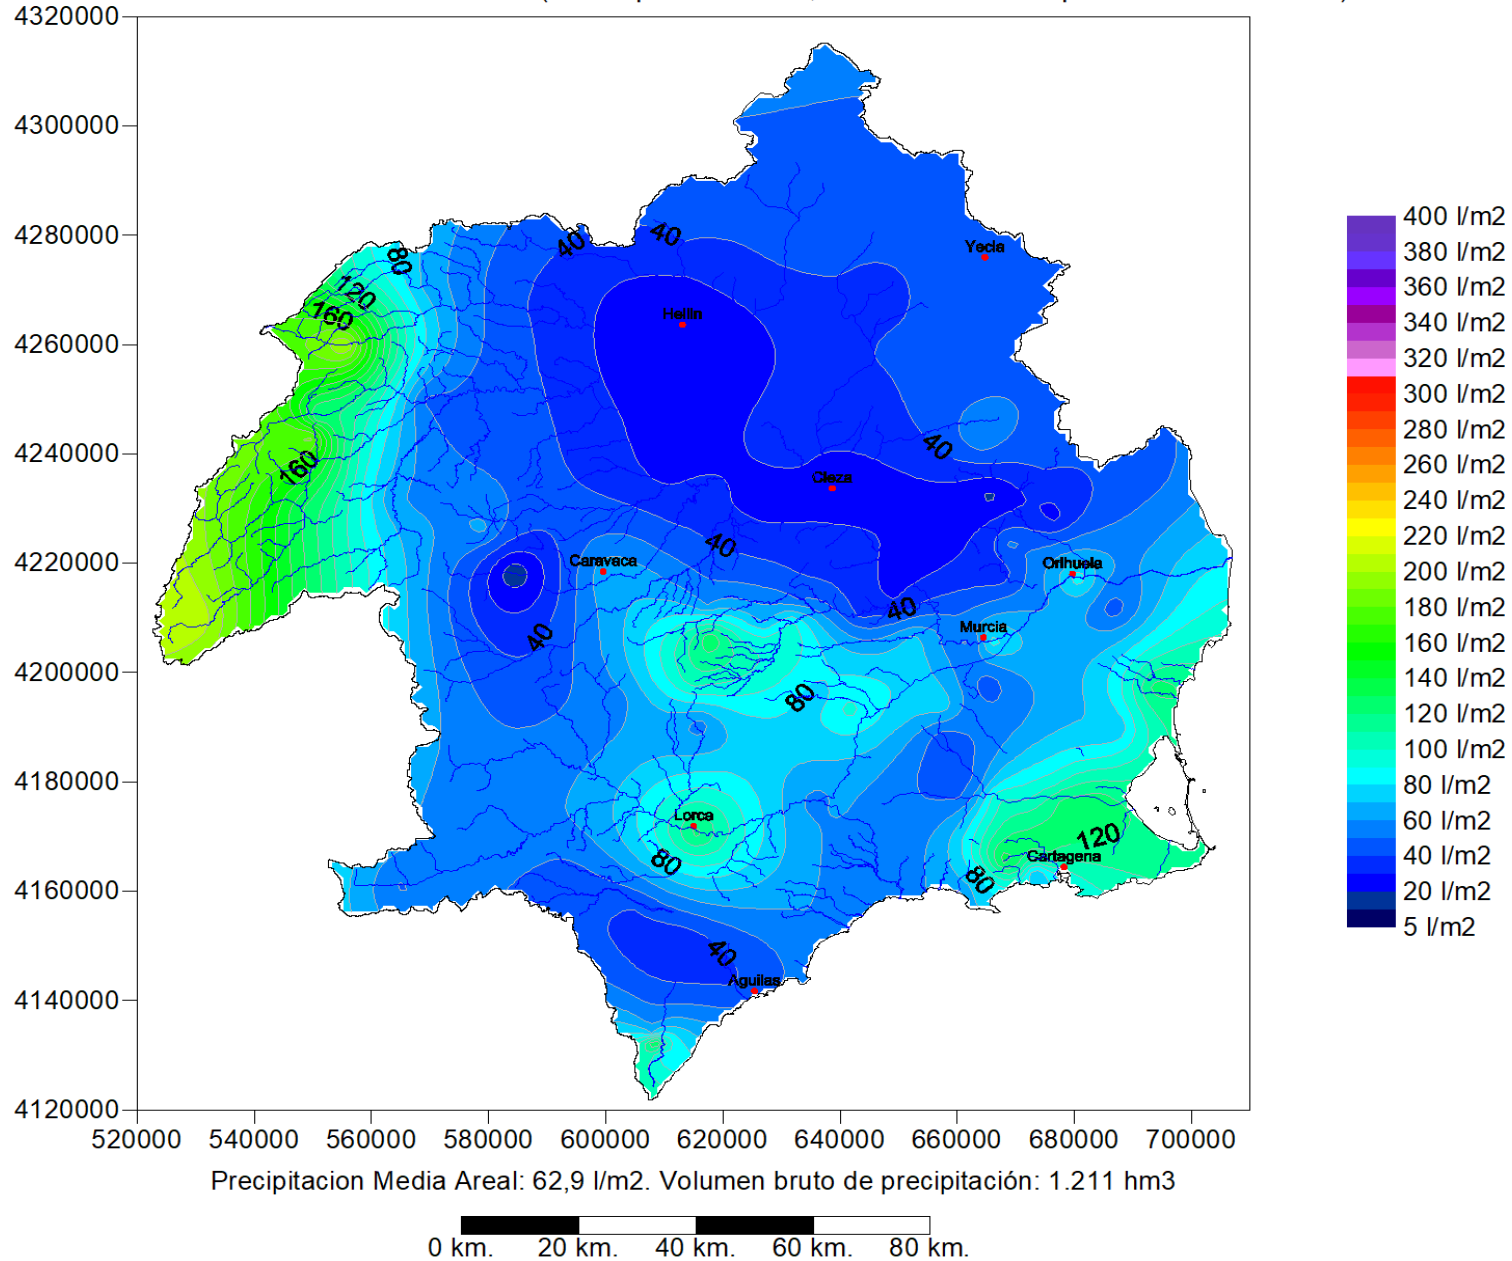 4320000
4300000
4280000
4260000
4240000
4220000
4200000
4180000
4160000
4140000
4120000
520000 540000 560000 580000 600000 620000 640000 660000 680000 700000
40
40
80
Yecla
120
160
Hellin
40
160
Cieza
40
Caravaca
Orihuela
40
40
Murcia
80
Lorca
120
80
Cartagena
80
40
Aguilas
400 l/m2
380 l/m2
360 l/m2
340 l/m2
320 l/m2
300 l/m2
280 l/m2
260 l/m2
240 l/m2
220 l/m2
200 l/m2
180 l/m2
160 l/m2
140 l/m2
120 l/m2
100 l/m2
80 l/m2
60 l/m2
40 l/m2
20 l/m2
5 l/m2
Precipitacion Media Areal: 62,9 l/m2. Volumen bruto de precipitación: 1.211 hm3
0 km. 20 km. 40 km. 60 km. 80 km.